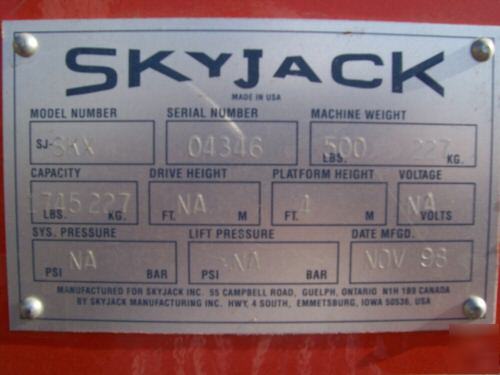 SKYJACK
MADE IN USA
MODEL NUMBER SERIAL NUMBER MACHINE WEIGHT
SJ-SKX 04346 500 LBS. 227 KG.
CAPACITY DRIVE HEIGHT PLATFORM HEIGHT VOLTAGE
745 LBS. 227 KG. FT. NA M FT. 4 M NA VOLTS
SYS. PRESSURE LIFT PRESSURE DATE MFGD.
PSI NA BAR PSI NA BAR NOV 98
MANUFACTURED FOR SKYJACK INC. 55 CAMPBELL ROAD, GUELPH, ONTARIO N1H 1B9 CANADA
BY SKYJACK MANUFACTURING INC. HWY. 4 SOUTH, EMMETSBURG, IOWA 50536, USA